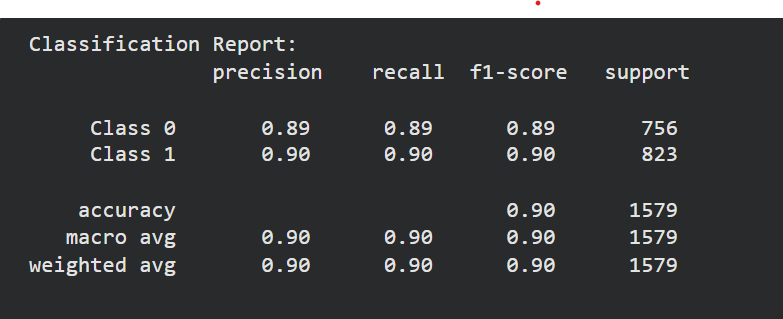 Classification Report:
precision recall f1-score support
Class 0 0.89 0.89 0.89 756
Class 1 0.90 0.90 0.90 823
accuracy 0.90 1579
macro avg 0.90 0.90 0.90 1579
weighted avg 0.90 0.90 0.90 1579